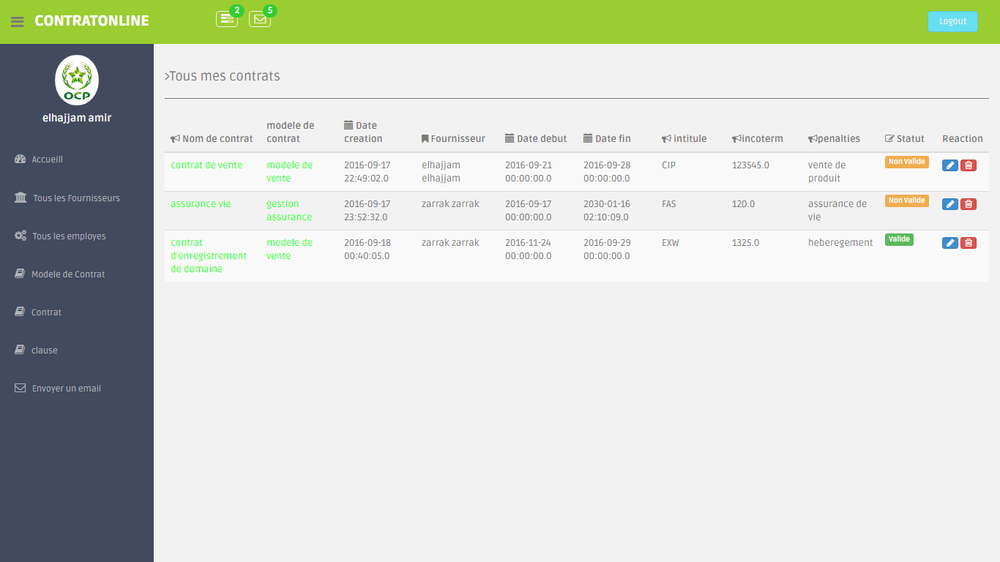 CONTRATONLINE
2
5
Logout
OCP
elhajjam amir
Accueill
Tous les Fournisseurs
Tous les employes
Modele de Contrat
Contrat
clause
Envoyer un email
>Tous mes contrats
Nom de contrat
modele de
contrat
Date
creation
Fournisseur
Date debut
Date fin
intitule
incoterm
penalties
Statut
Reaction
contrat de vente
modele de
vente
2016-09-17
22:49:02.0
elhajjam
elhajjam
2016-09-21
00:00:00.0
2016-09-28
00:00:00.0
CIP
123545.0
vente de
produit
Non Valide
assurance vie
gestion
assurance
2016-09-17
23:52:32.0
zarrak zarrak
2016-09-17
00:00:00.0
2030-01-16
02:10:09.0
FAS
120.0
assurance de
vie
Non Valide
contrat
d'enregistrement
de domaine
modele de
vente
2016-09-18
00:40:05.0
zarrak zarrak
2016-11-24
00:00:00.0
2016-09-29
00:00:00.0
EXW
1325.0
heberegement
Valide